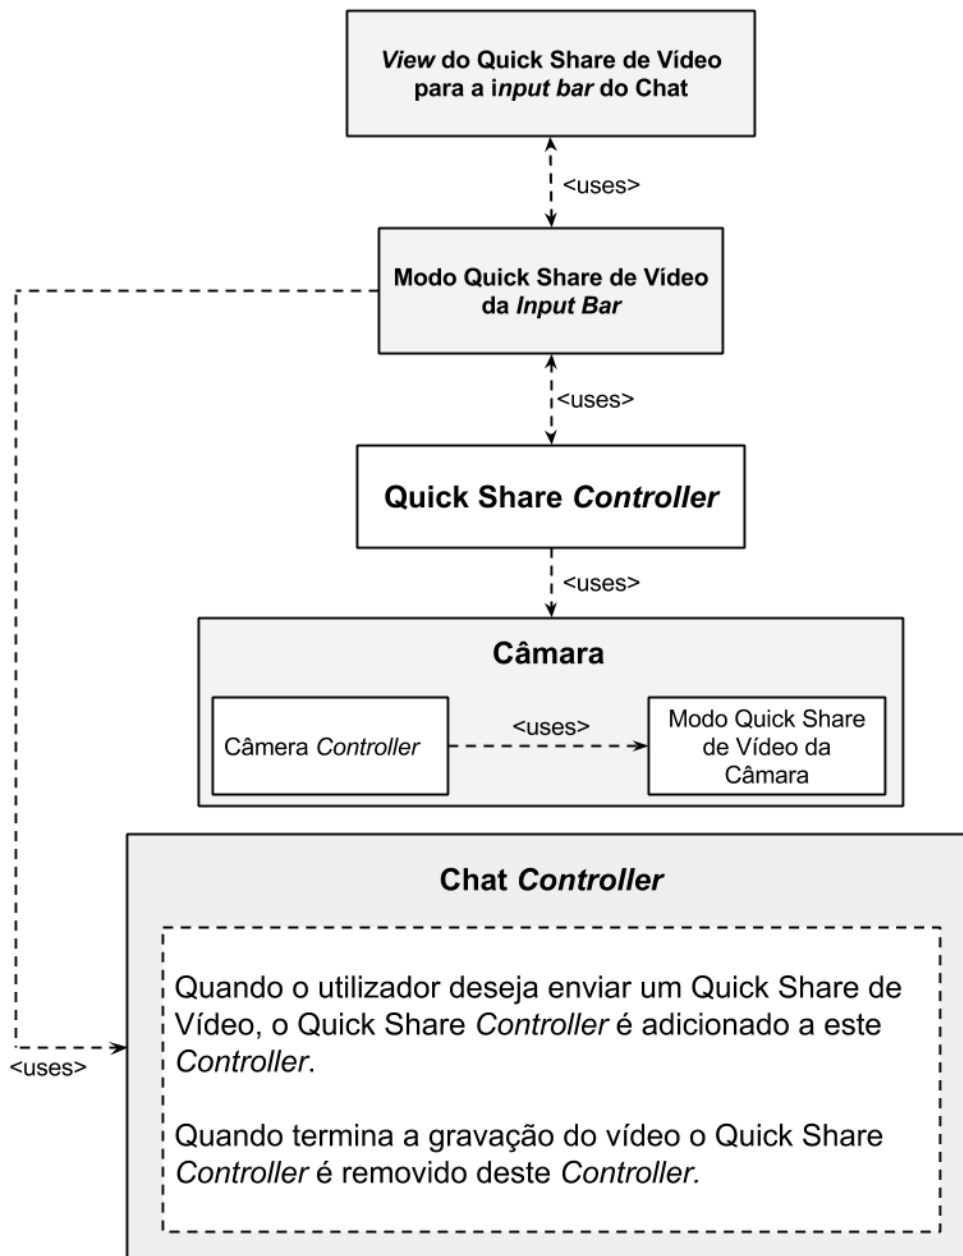 View do Quick Share de Vídeo
para a input bar do Chat
<uses>
Modo Quick Share de Vídeo
da Input Bar
<uses>
Quick Share Controller
<uses>
Câmara
Câmera Controller
<uses>
Modo Quick Share
de Vídeo da
Câmara
Chat Controller
Quando o utilizador deseja enviar um Quick Share de
Vídeo, o Quick Share Controller é adicionado a este
Controller.
Quando termina a gravação do vídeo o Quick Share
Controller é removido deste Controller.
<uses>